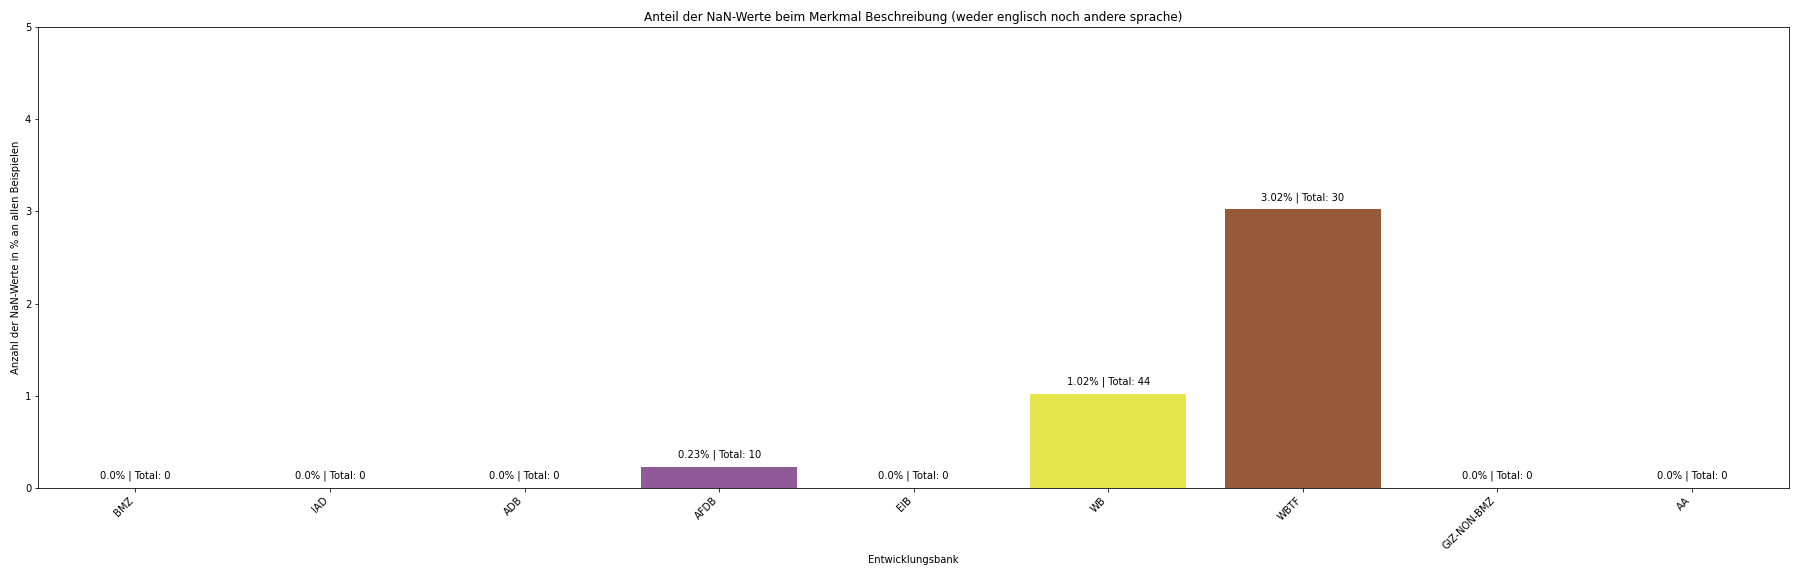 Anteil der NaN-Werte beim Merkmal Beschreibung (weder englisch noch andere sprache)
Anzahl der NaN-Werte in % an allen Beispielen
5
4
3
2
1
0
0.0% | Total: 0
0.0% | Total: 0
0.0% | Total: 0
0.23% | Total: 10
0.0% | Total: 0
1.02% | Total: 44
3.02% | Total: 30
0.0% | Total: 0
0.0% | Total: 0
BMZ
IAD
ADB
AFDB
EIB
WB
WBTF
GIZ-NON-BMZ
AA
Entwicklungsbank